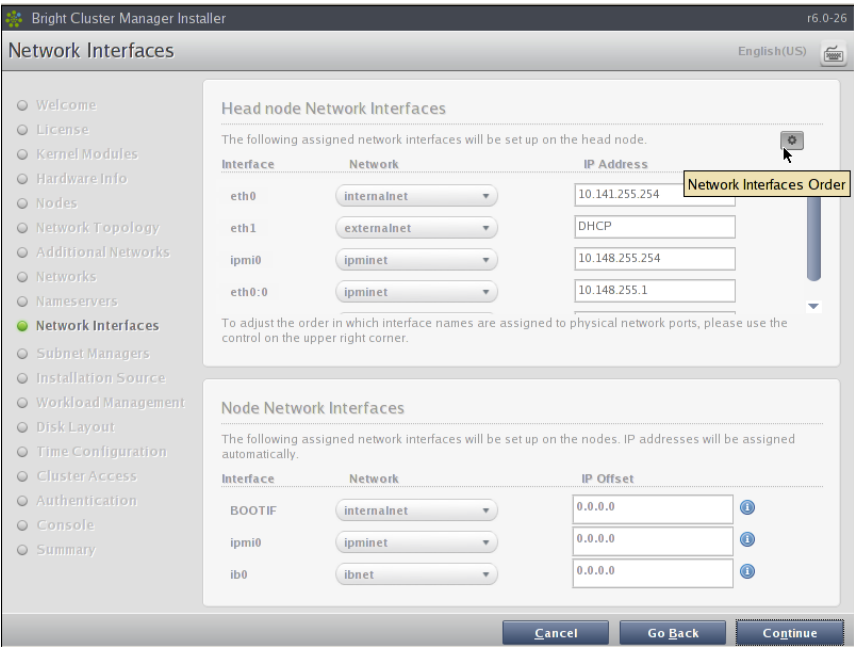 Bright Cluster Manager Installer r6.0-26
Network Interfaces English(US)
Welcome
License
Kernel Modules
Hardware Info
Nodes
Network Topology
Additional Networks
Networks
Nameservers
Network Interfaces
Subnet Managers
Installation Source
Workload Management
Disk Layout
Time Configuration
Cluster Access
Authentication
Console
Summary
Head node Network Interfaces
The following assigned network interfaces will be set up on the head node.
Interface Network IP Address
Network Interfaces Order
eth0 internalnet 10.141.255.254
eth1 externalnet DHCP
ipmi0 ipminet 10.148.255.254
eth0:0 ipminet 10.148.255.1
To adjust the order in which interface names are assigned to physical network ports, please use the
control on the upper right corner.
Node Network Interfaces
The following assigned network interfaces will be set up on the nodes. IP addresses will be assigned
automatically.
Interface Network IP Offset
BOOTIF internalnet 0.0.0.0
ipmi0 ipminet 0.0.0.0
ib0 ibnet 0.0.0.0
Cancel Go Back Continue